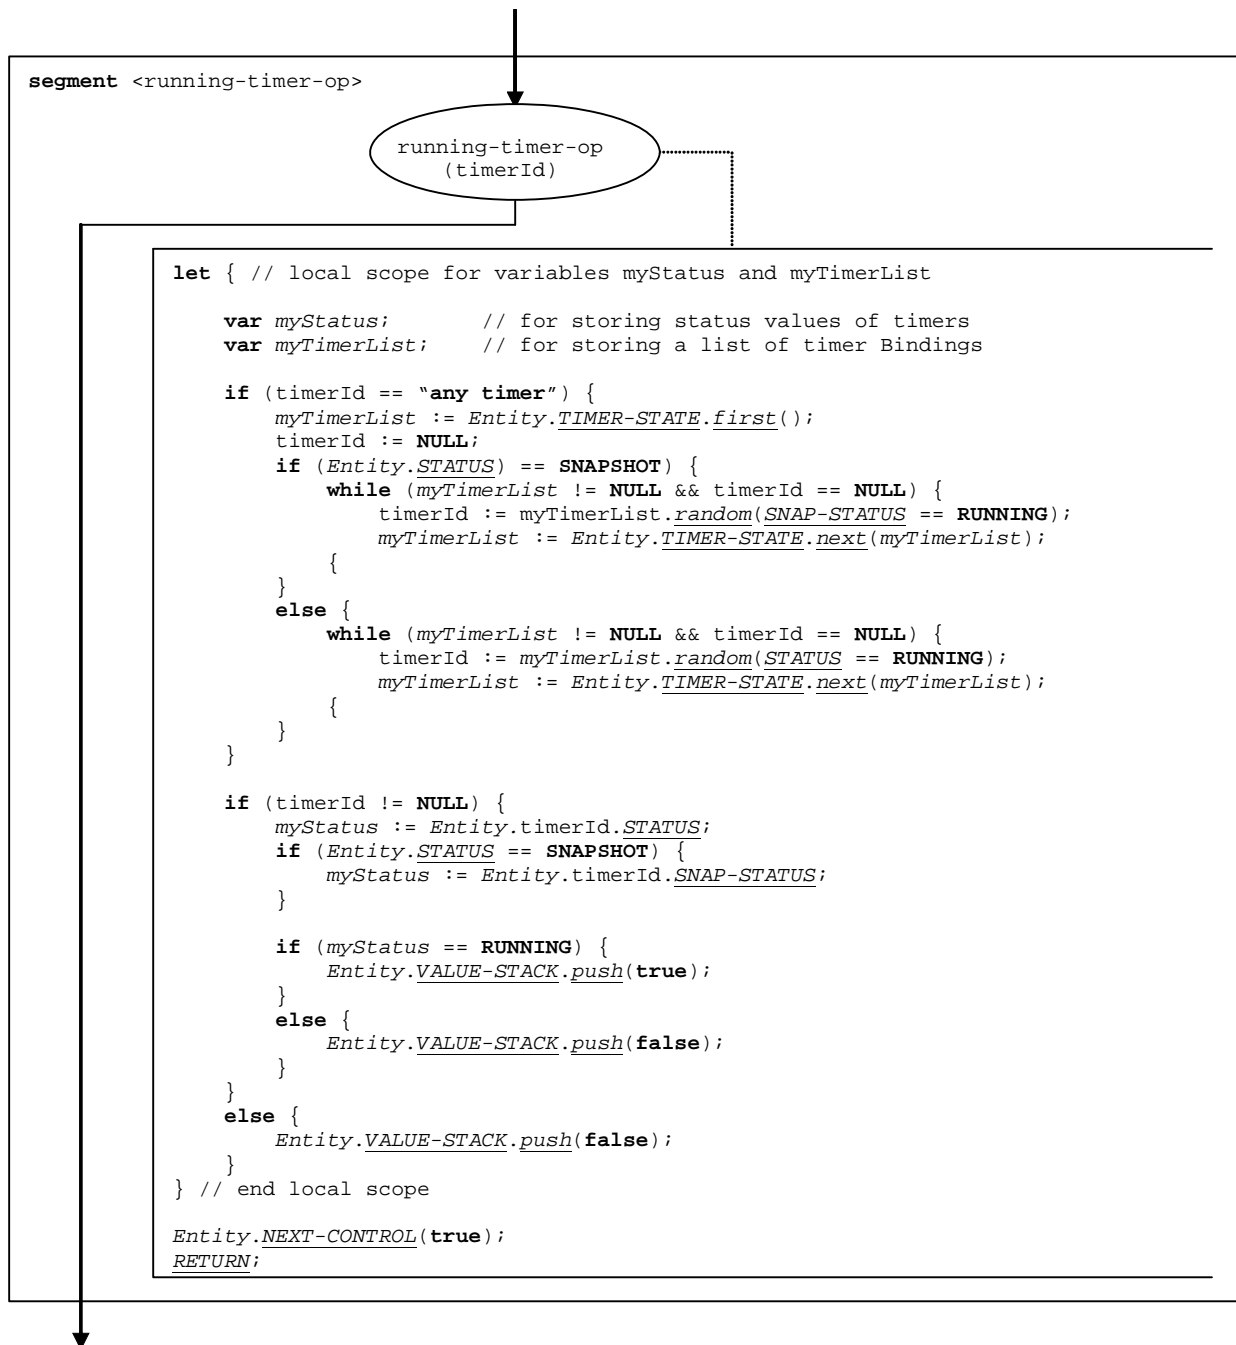 segment <running-timer-op>
running-timer-op
(timerId)
let { // local scope for variables myStatus and myTimerList
var myStatus; // for storing status values of timers
var myTimerList; // for storing a list of timer Bindings
if (timerId == “any timer”) {
myTimerList := Entity.TIMER-STATE.first();
timerId := NULL;
if (Entity.STATUS) == SNAPSHOT) {
while (myTimerList != NULL && timerId == NULL) {
timerId := myTimerList.random(SNAP-STATUS == RUNNING);
myTimerList := Entity.TIMER-STATE.next(myTimerList);
{
}
else {
while (myTimerList != NULL && timerId == NULL) {
timerId := myTimerList.random(STATUS == RUNNING);
myTimerList := Entity.TIMER-STATE.next(myTimerList);
{
}
}
if (timerId != NULL) {
myStatus := Entity.timerId.STATUS;
if (Entity.STATUS == SNAPSHOT) {
myStatus := Entity.timerId.SNAP-STATUS;
}
if (myStatus == RUNNING) {
Entity.VALUE-STACK.push(true);
}
else {
Entity.VALUE-STACK.push(false);
}
}
else {
Entity.VALUE-STACK.push(false);
}
} // end local scope
Entity.NEXT-CONTROL(true);
RETURN;